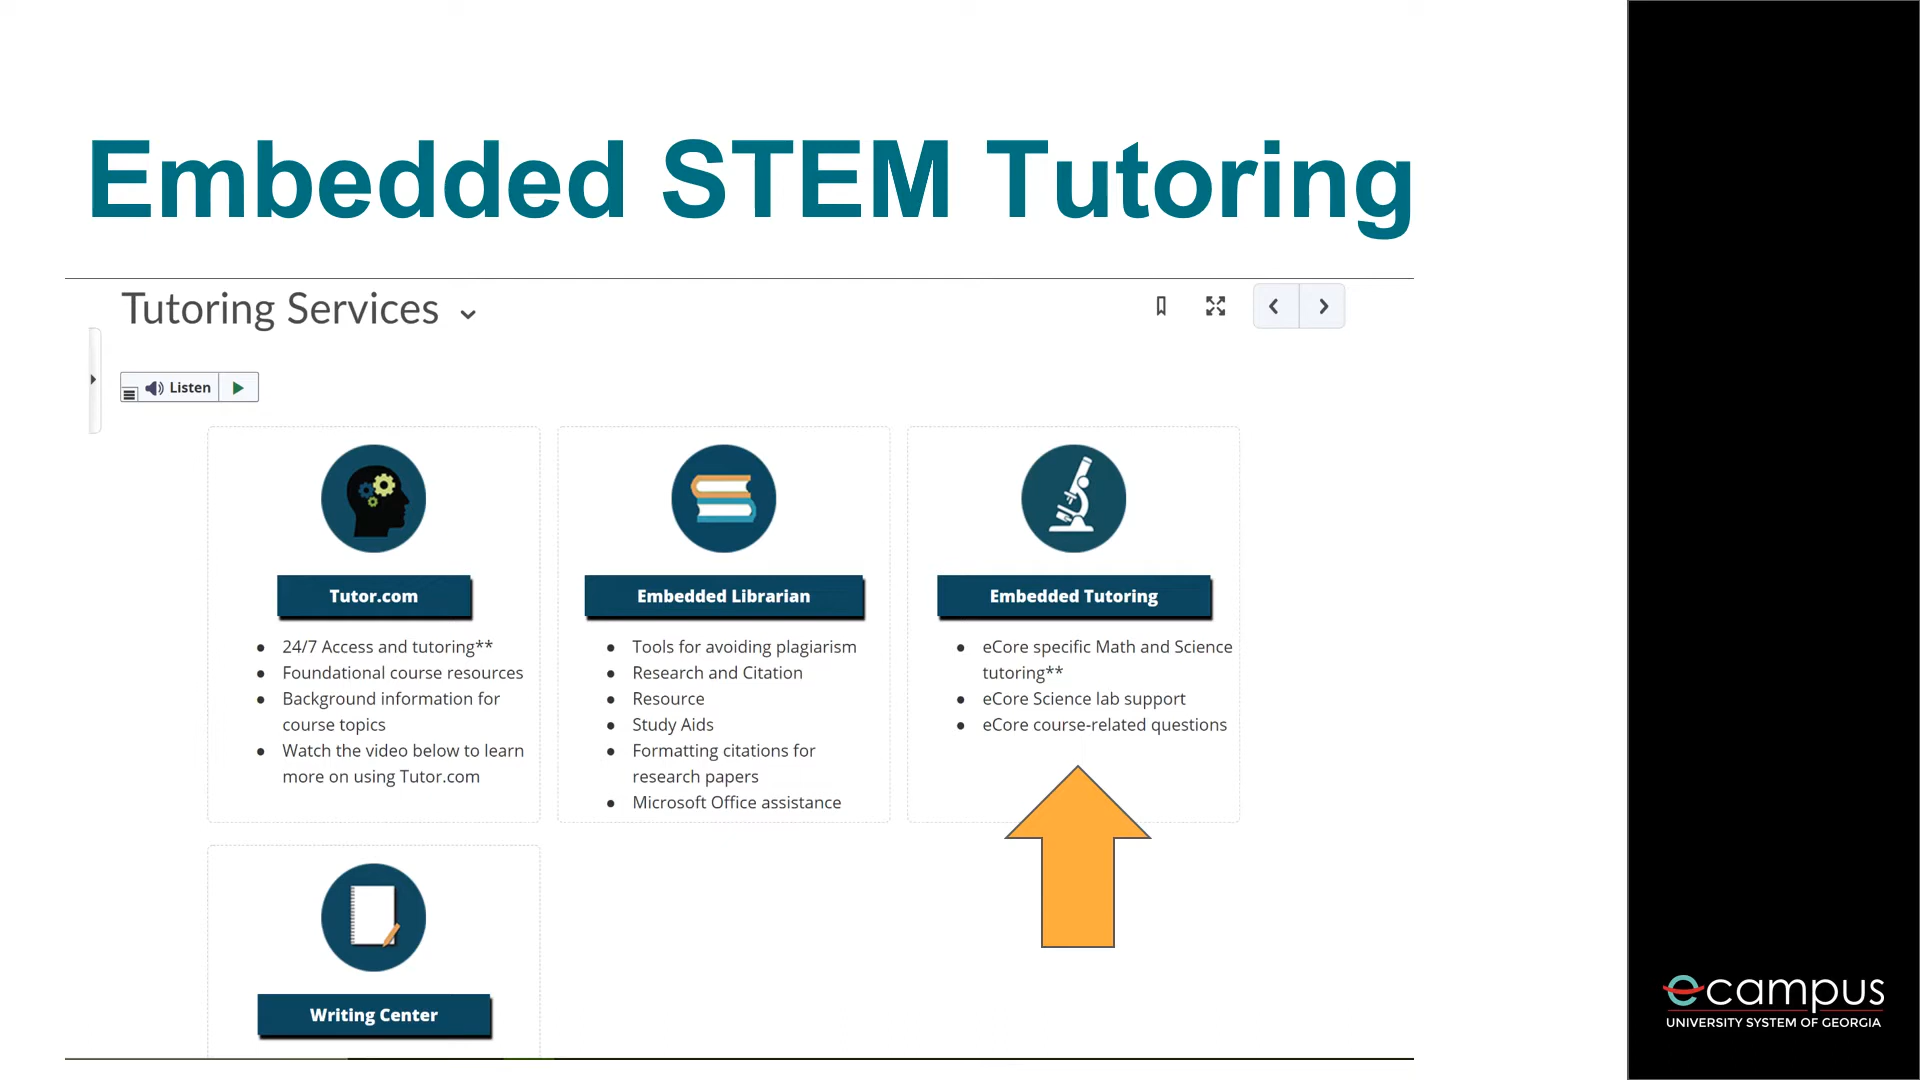 Embedded STEM Tutoring
Tutoring Services
Listen
Tutor.com
24/7 Access and tutoring**
Foundational course resources
Background information for
course topics
Watch the video below to learn
more on using Tutor.com
Embedded Librarian
Tools for avoiding plagiarism
Research and Citation
Resource
Study Aids
Formatting citations for
research papers
Microsoft Office assistance
Embedded Tutoring
eCore specific Math and Science
tutoring**
eCore Science lab support
eCore course-related questions
Writing Center
ecampus
UNIVERSITY SYSTEM OF GEORGIA